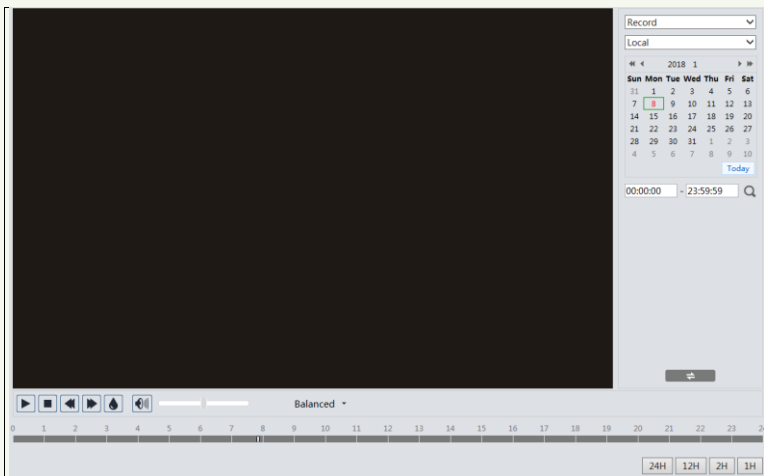 Record
Local
2018 1
Sun Mon Tue Wed Thu Fri Sat
31 1 2 3 4 5 6
7 8 9 10 11 12 13
14 15 16 17 18 19 20
21 22 23 24 25 26 27
28 29 30 31 1 2 3
4 5 6 7 8 9 10
Today
00:00:00 - 23:59:59
Balanced
0 1 2 3 4 5 6 7 8 9 10 11 12 13 14 15 16 17 18 19 20 21 22 23 2
24H 12H 2H 1H